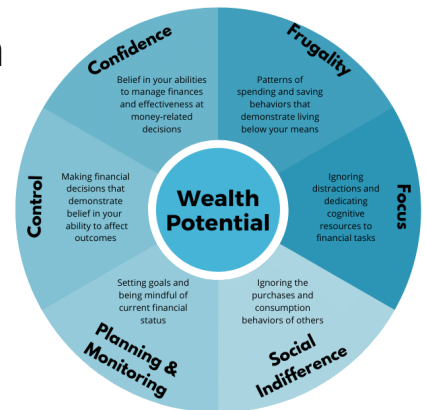 Confidence
Belief in your abilities
to manage finances
and effectiveness at
money-related
decisions
Frugality
Patterns of
spending and saving
behaviors that
demonstrate living
below your means
Focus
Ignoring
distractions and
dedicating
cognitive
resources to
financial tasks
Social
Indifference
Ignoring the
purchases and
consumption
behaviors of others
Planning &
Monitoring
Setting goals and
being mindful of
current financial
status
Control
Making financial
decisions that
demonstrate
belief in your
ability to affect
outcomes
Wealth
Potential